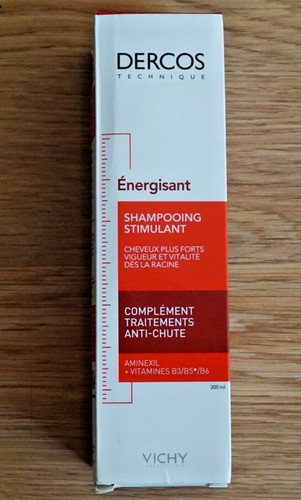 DERCOS
TECHNIQUE
Énergisant
SHAMPOOING
STIMULANT
CHEVEUX PLUS FORTS
VIGUEUR ET VITALITÉ
DÈS LA RACINE
COMPLÉMENT
TRAITEMENTS
ANTI-CHUTE
AMINEXIL
+ VITAMINES B3/B5*/B6
200 ml
VICHY